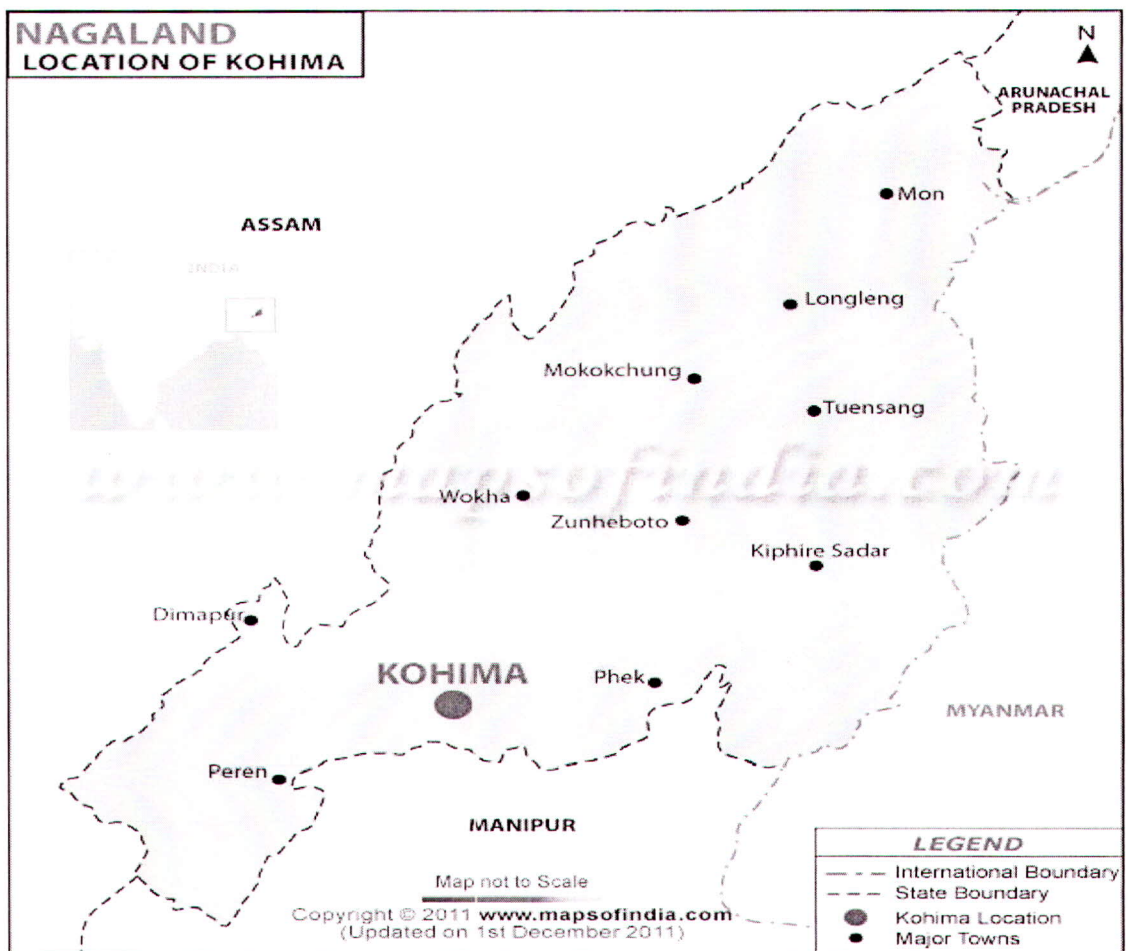 NAGALAND
LOCATION OF KOHIMA
N
ARUNACHAL
PRADESH
Mon
ASSAM
INDIA
Longleng
Mokokchung
Tuensang
www.mapsofindia.com
Wokha
Zunheboto
Kiphire Sadar
Dimapur
KOHIMA
Phek
MYANMAR
Peren
MANIPUR
LEGEND
International Boundary
State Boundary
Kohima Location
Major Towns
Map not to Scale
Copyright © 2011 www.mapsofindia.com
(Updated on 1st December 2011)